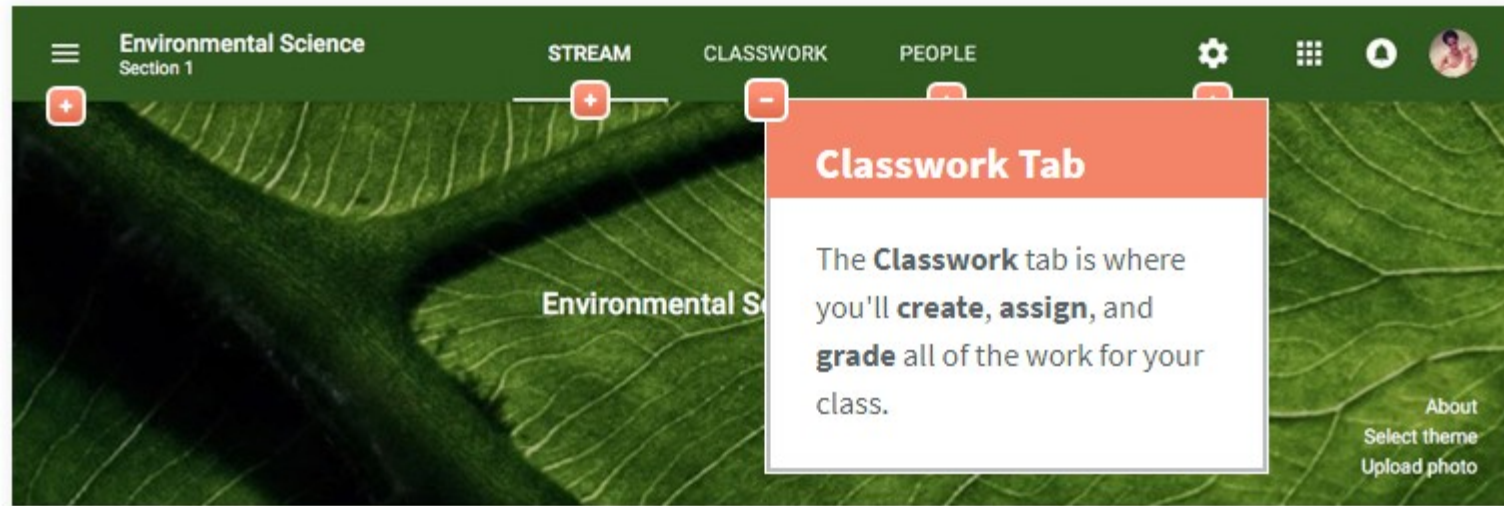 Environmental Science
Section 1
STREAM CLASSWORK PEOPLE
Classwork Tab
The Classwork tab is where
you'll create, assign, and
grade all of the work for your
class.
Environmental
About
Select theme
Upload photo